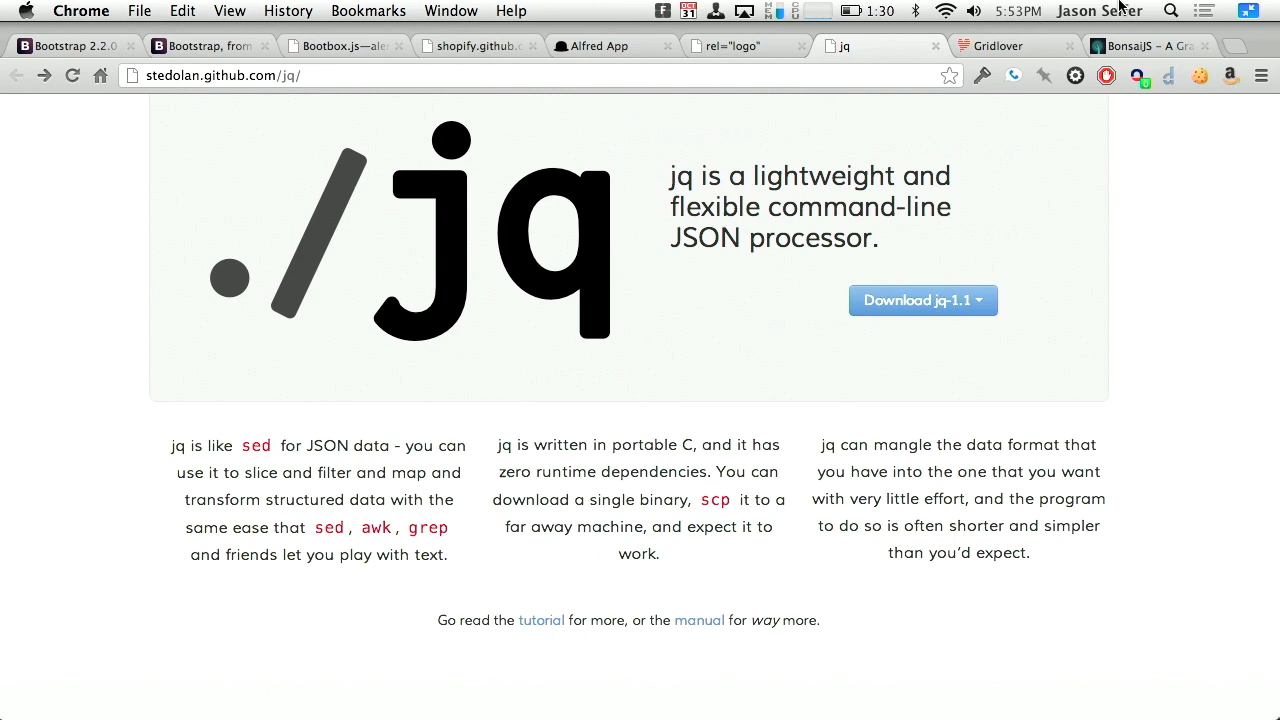 Chrome File Edit View History Bookmarks Window Help OCT 31 MEM CPU 1:30 5:53PM Jason Seifer
Bootstrap 2.2.0 Bootstrap, from Bootbox.js—ale shopify.github.c Alfred App rel="logo" jq Gridlover BonsaiJS – A Gra
stedolan.github.com/jq/
./jq
jq is a lightweight and
flexible command-line
JSON processor.
Download jq-1.1
jq is like sed for JSON data - you can
use it to slice and filter and map and
transform structured data with the
same ease that sed, awk, grep
and friends let you play with text.
jq is written in portable C, and it has
zero runtime dependencies. You can
download a single binary, scp it to a
far away machine, and expect it to
work.
jq can mangle the data format that
you have into the one that you want
with very little effort, and the program
to do so is often shorter and simpler
than you’d expect.
Go read the tutorial for more, or the manual for way more.